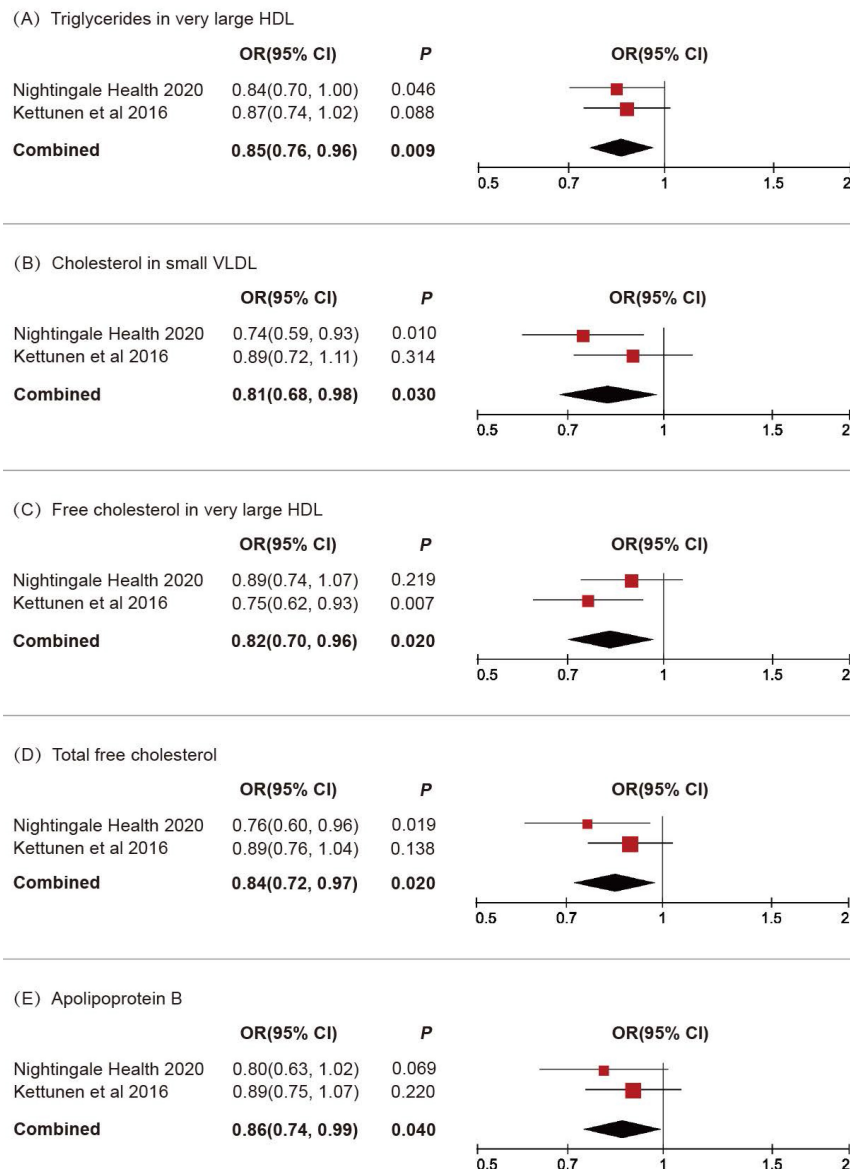 (A) Triglycerides in very large HDL
OR(95% CI) P OR(95% CI)
Nightingale Health 2020 0.84(0.70, 1.00) 0.046
Kettunen et al 2016 0.87(0.74, 1.02) 0.088
Combined 0.85(0.76, 0.96) 0.009
0.5 0.7 1 1.5 2
(B) Cholesterol in small VLDL
OR(95% CI) P OR(95% CI)
Nightingale Health 2020 0.74(0.59, 0.93) 0.010
Kettunen et al 2016 0.89(0.72, 1.11) 0.314
Combined 0.81(0.68, 0.98) 0.030
0.5 0.7 1 1.5 2
(C) Free cholesterol in very large HDL
OR(95% CI) P OR(95% CI)
Nightingale Health 2020 0.89(0.74, 1.07) 0.219
Kettunen et al 2016 0.75(0.62, 0.93) 0.007
Combined 0.82(0.70, 0.96) 0.020
0.5 0.7 1 1.5 2
(D) Total free cholesterol
OR(95% CI) P OR(95% CI)
Nightingale Health 2020 0.76(0.60, 0.96) 0.019
Kettunen et al 2016 0.89(0.76, 1.04) 0.138
Combined 0.84(0.72, 0.97) 0.020
0.5 0.7 1 1.5 2
(E) Apolipoprotein B
OR(95% CI) P OR(95% CI)
Nightingale Health 2020 0.80(0.63, 1.02) 0.069
Kettunen et al 2016 0.89(0.75, 1.07) 0.220
Combined 0.86(0.74, 0.99) 0.040
0.5 0.7 1 1.5 2